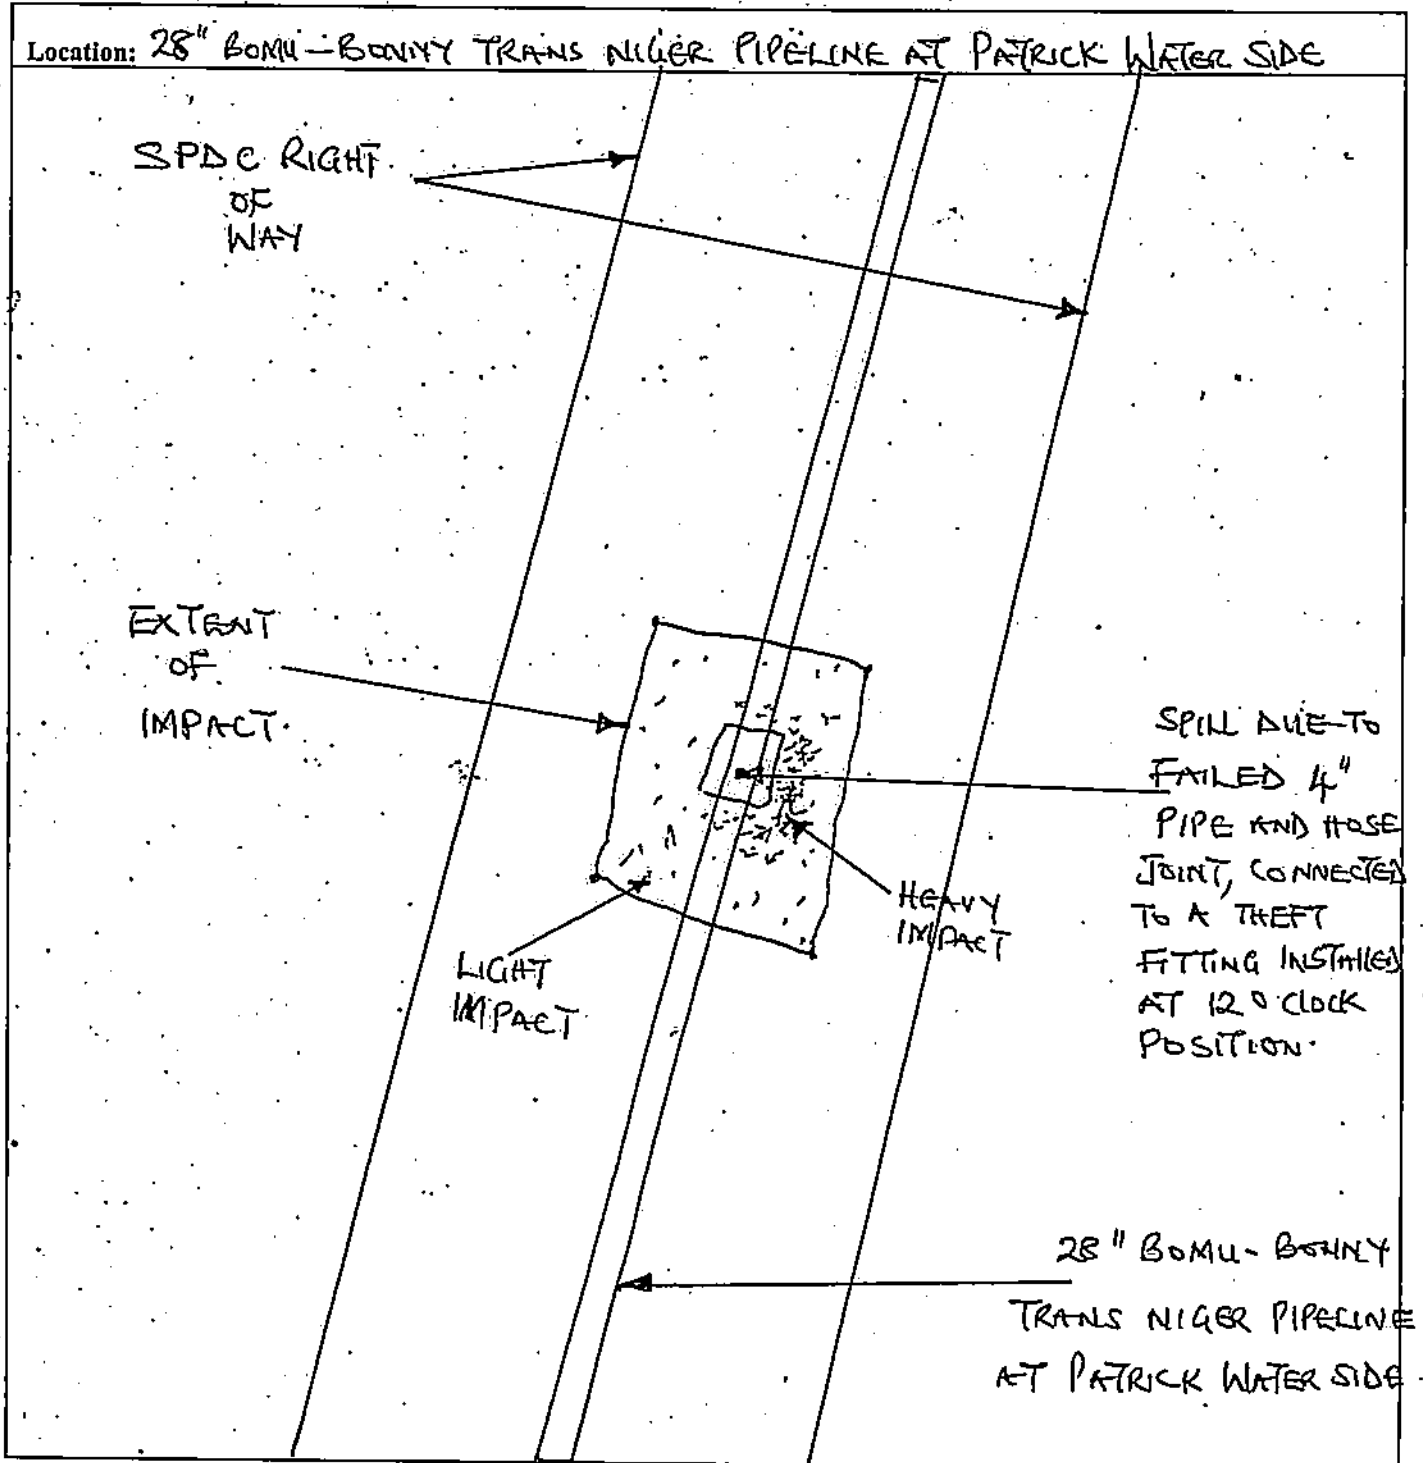 Location: 28" BOMU-BONNY TRANS NIGER PIPELINE AT PATRICK WATER SIDE
SPDC RIGHT
OF
WAY
EXTENT
OF
IMPACT.
SPILL DUE TO
FAILED 4"
PIPE AND HOSE
JOINT, CONNECTED
TO A THEFT
FITTING INSTALLED
AT 12 O CLOCK
POSITION.
HEAVY
IMPACT
LIGHT
IMPACT
28" BOMU-BONNY
TRANS NIGER PIPELINE
AT PATRICK WATER SIDE.